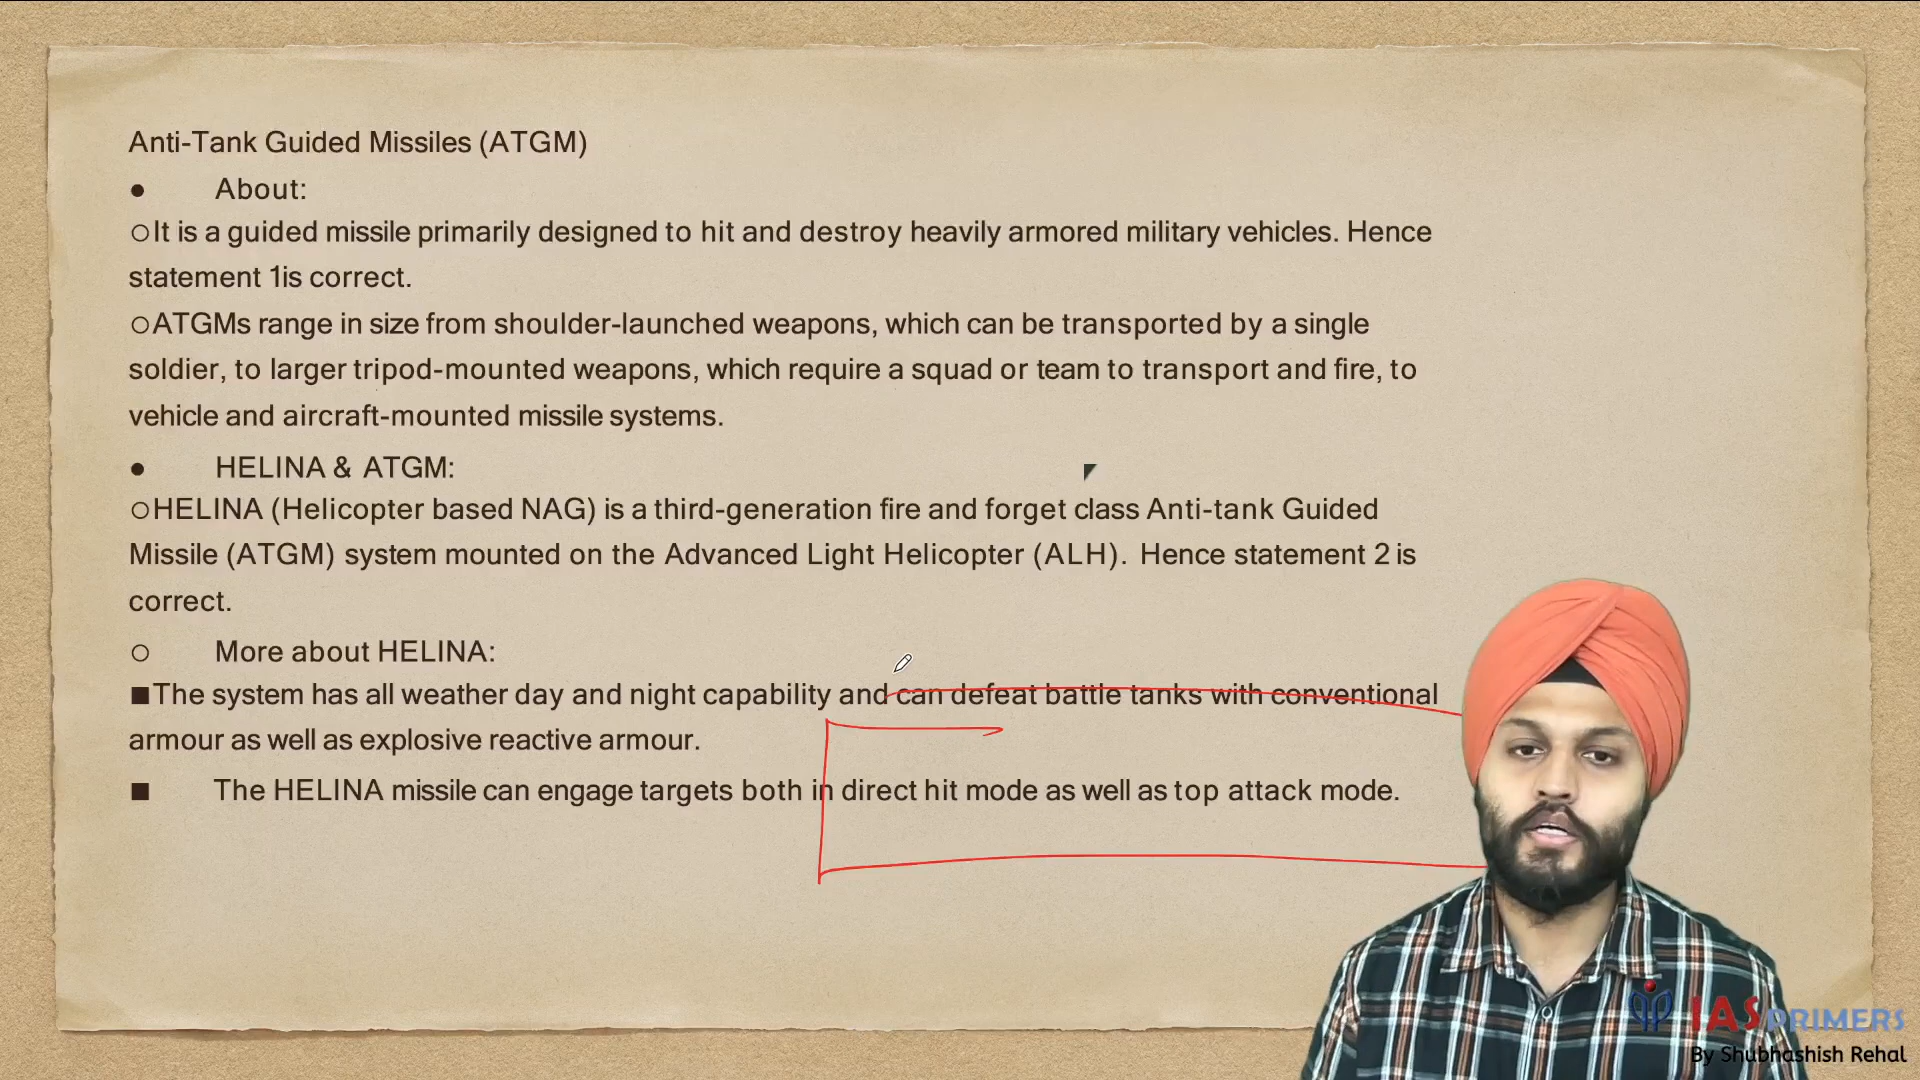 Anti-Tank Guided Missiles (ATGM)
● About:
○It is a guided missile primarily designed to hit and destroy heavily armored military vehicles. Hence
statement 1is correct.
○ATGMs range in size from shoulder-launched weapons, which can be transported by a single
soldier, to larger tripod-mounted weapons, which require a squad or team to transport and fire, to
vehicle and aircraft-mounted missile systems.
● HELINA & ATGM:
○HELINA (Helicopter based NAG) is a third-generation fire and forget class Anti-tank Guided
Missile (ATGM) system mounted on the Advanced Light Helicopter (ALH). Hence statement 2 is
correct.
○ More about HELINA:
■The system has all weather day and night capability and can defeat battle tanks with conventional
armour as well as explosive reactive armour.
■ The HELINA missile can engage targets both in direct hit mode as well as top attack mode.
IAS PRIMERS
By Shubhashish Rehal